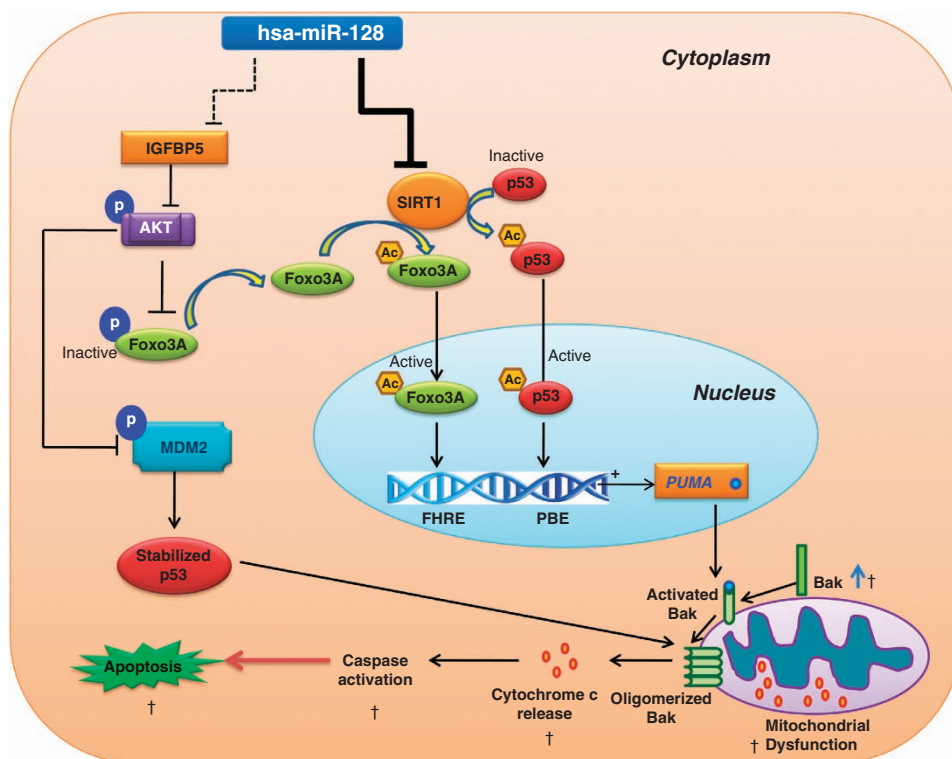 hsa-miR-128
Cytoplasm
IGFBP5
Inactive
p53
SIRT1
p
AKT
Ac
p53
Ac
Foxo3A
Foxo3A
p
Inactive
Foxo3A
Active
Active
Ac
Foxo3A
Ac
p53
Nucleus
p
MDM2
+
PUMA
FHRE
PBE
Stabilized
p53
Bak
†
Activated
Bak
Apoptosis
†
Caspase
activation
†
Cytochrome c
release
†
Oligomerized
Bak
Mitochondrial
† Dysfunction